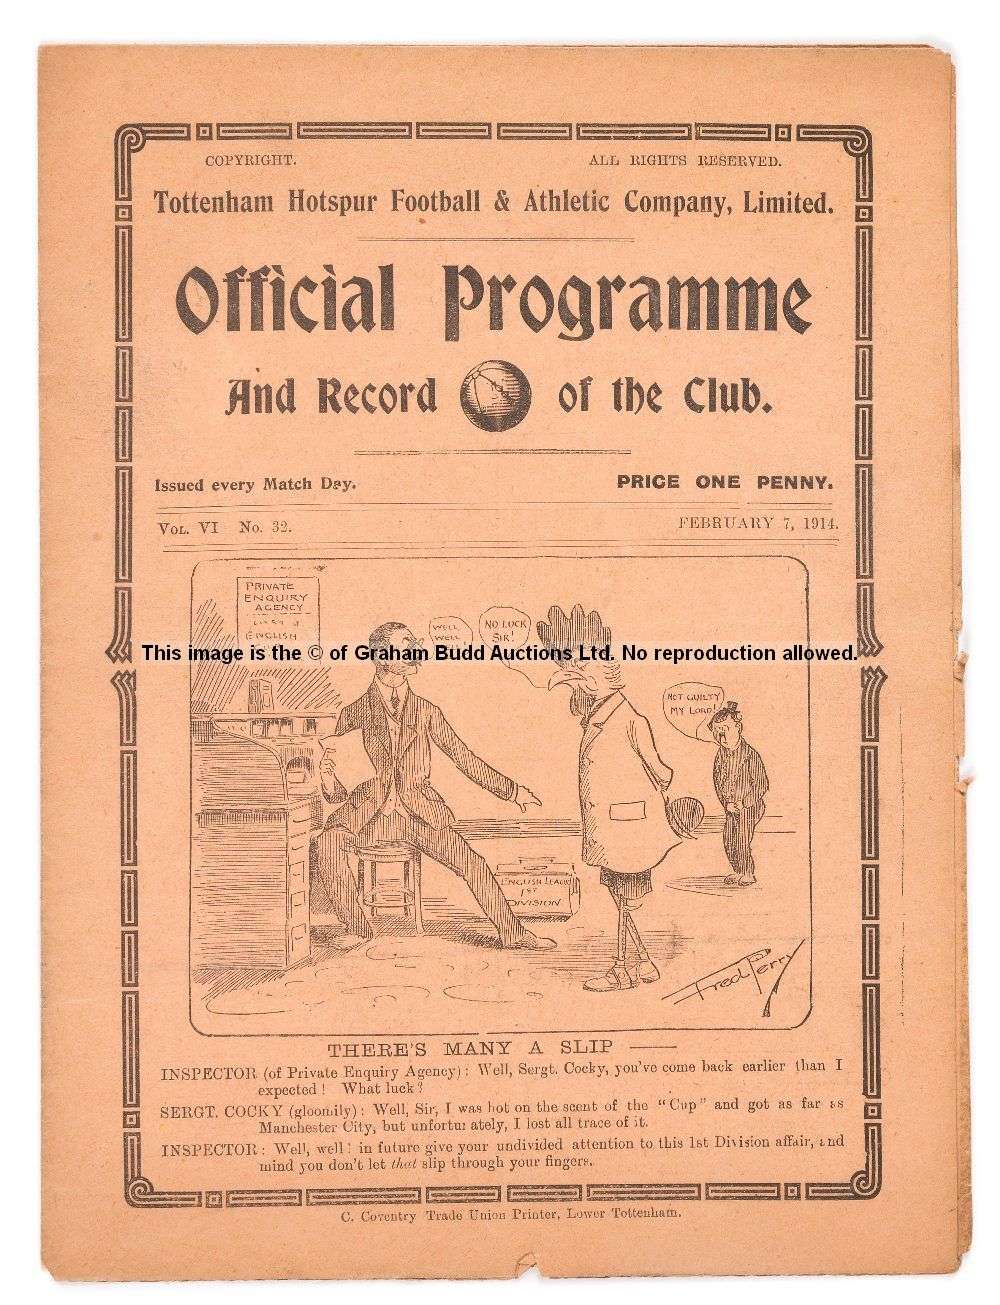 COPYRIGHT. ALL RIGHTS RESERVED.
Tottenham Hotspur Football & Athletic Company, Limited.
Official Programme
And Record of the Club.
Issued every Match Day. PRICE ONE PENNY.
VOL. VI No. 32. FEBRUARY 7, 1914.
PRIVATE
ENQUIRY
AGENCY
ENGLISH
WELL
WELL
NO LUCK
SIR!
This image is the © of Graham Budd Auctions Ltd. No reproduction allowed.
NOT GUILTY
MY LORD!
ENGLISH LEAGUE
1ST
DIVISION
Fred Perry
THERE'S MANY A SLIP ——
INSPECTOR (of Private Enquiry Agency): Well, Sergt. Cocky, you've come back earlier than I
expected! What luck?
SERGT. COCKY (gloomily): Well, Sir, I was hot on the scent of the "Cup" and got as far as
Manchester City, but unfortunately, I lost all trace of it.
INSPECTOR: Well, well! in future give your undivided attention to this 1st Division affair, and
mind you don't let that slip through your fingers.
C. Coventry Trade Union Printer, Lower Tottenham.